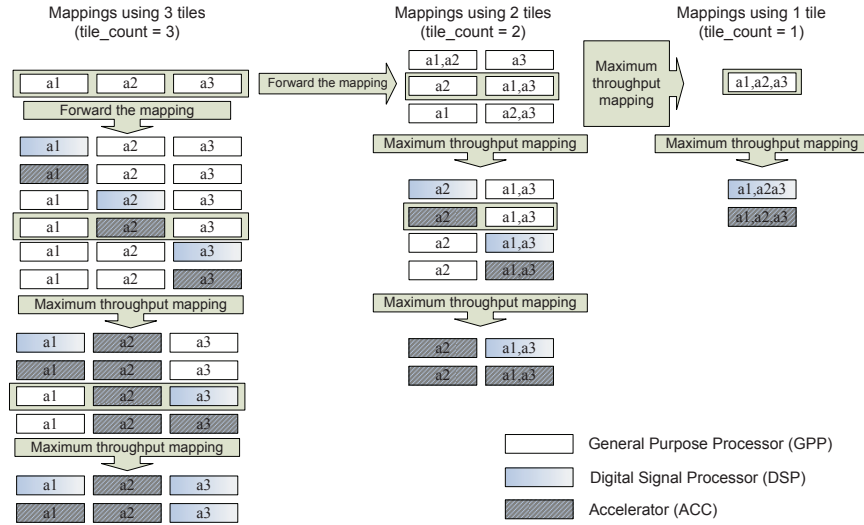 Mappings using 3 tiles
(tile_count = 3)
a1 a2 a3
Forward the mapping
a1 a2 a3
a1 a2 a3
a1 a2 a3
a1 a2 a3
a1 a2 a3
a1 a2 a3
Maximum throughput mapping
a1 a2 a3
a1 a2 a3
a1 a2 a3
a1 a2 a3
Maximum throughput mapping
a1 a2 a3
a1 a2 a3
Forward the mapping
Mappings using 2 tiles
(tile_count = 2)
a1,a2 a3
a2 a1,a3
a1 a2,a3
Maximum throughput mapping
a2 a1,a3
a2 a1,a3
a2 a1,a3
a2 a1,a3
Maximum throughput mapping
a2 a1,a3
a2 a1,a3
Maximum
throughput
mapping
Mappings using 1 tile
(tile_count = 1)
a1,a2,a3
Maximum throughput mapping
a1,a2a3
a1,a2,a3
General Purpose Processor (GPP)
Digital Signal Processor (DSP)
Accelerator (ACC)